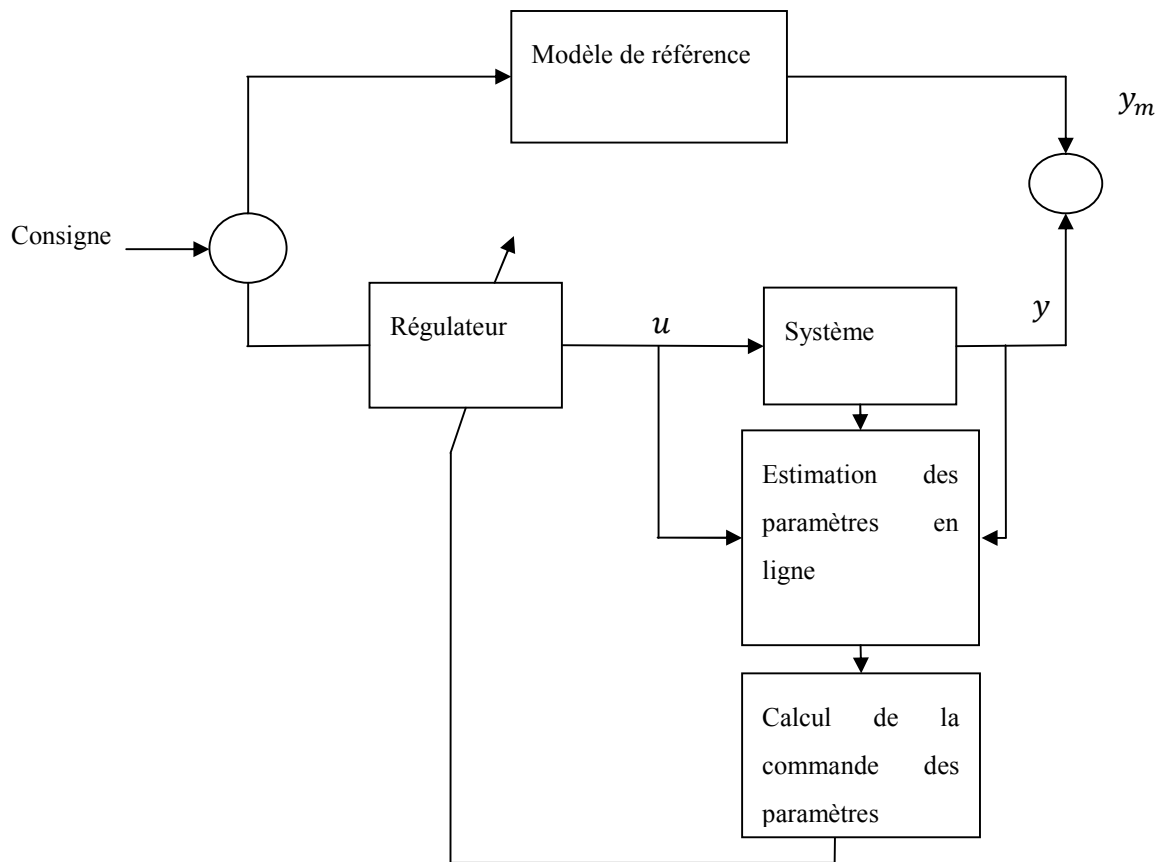 Modèle de référence
y_m
Consigne
Régulateur
u
Système
y
Estimation des
paramètres en
ligne
Calcul de la
commande des
paramètres